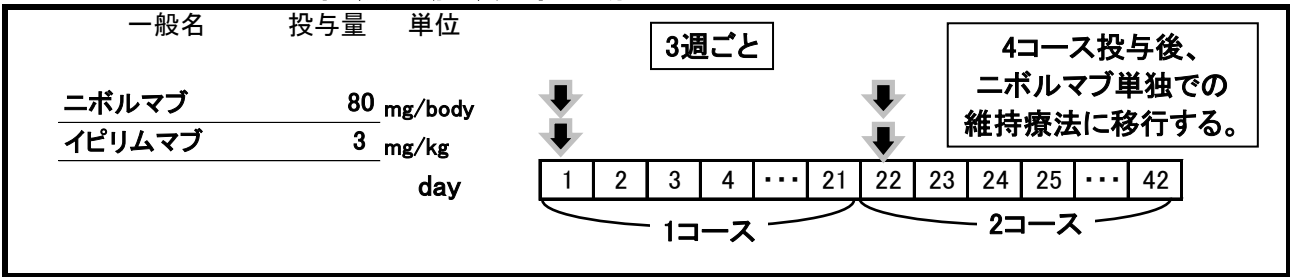 一般名 投与量 単位
3週ごと
4コース投与後、
ニボルマブ単独での
維持療法に移行する。
ニボルマブ 80 mg/body
イピリムマブ 3 mg/kg
day 1 2 3 4 ･･･ 21 22 23 24 25 ･･･ 42
1コース 2コース